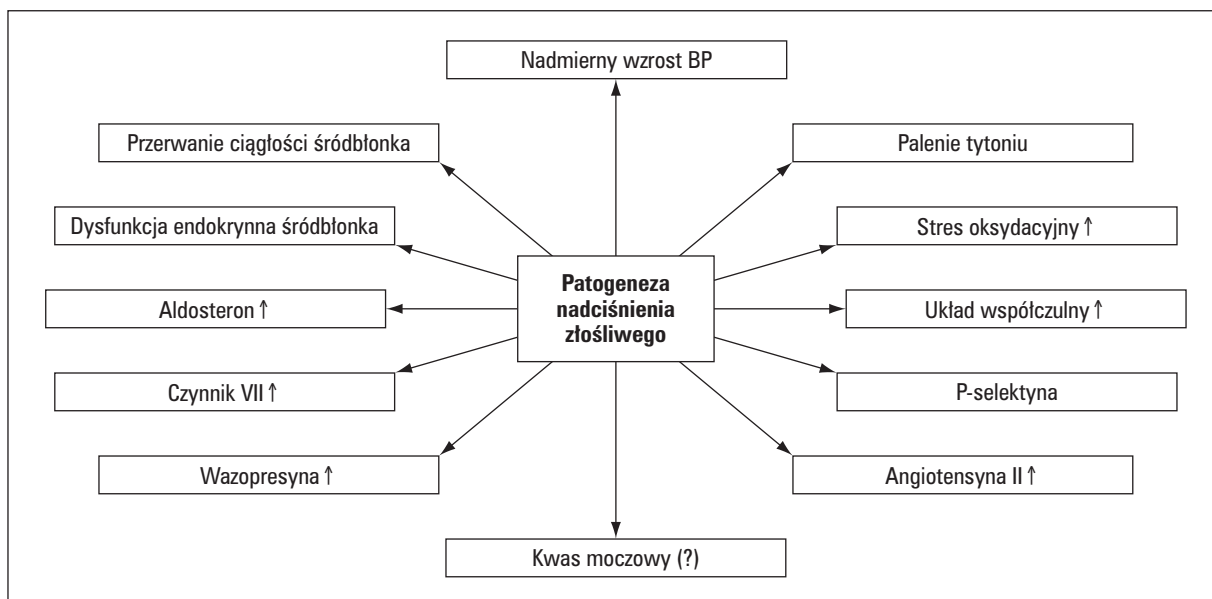 Nadmierny wzrost BP
Przerwanie ciągłości śródbłonka
Palenie tytoniu
Dysfunkcja endokrynna śródbłonka
Stres oksydacyjny ↑
Patogeneza
nadciśnienia
złośliwego
Aldosteron ↑
Układ współczulny ↑
Czynnik VII ↑
P-selektyna
Wazopresyna ↑
Angiotensyna II ↑
Kwas moczowy (?)